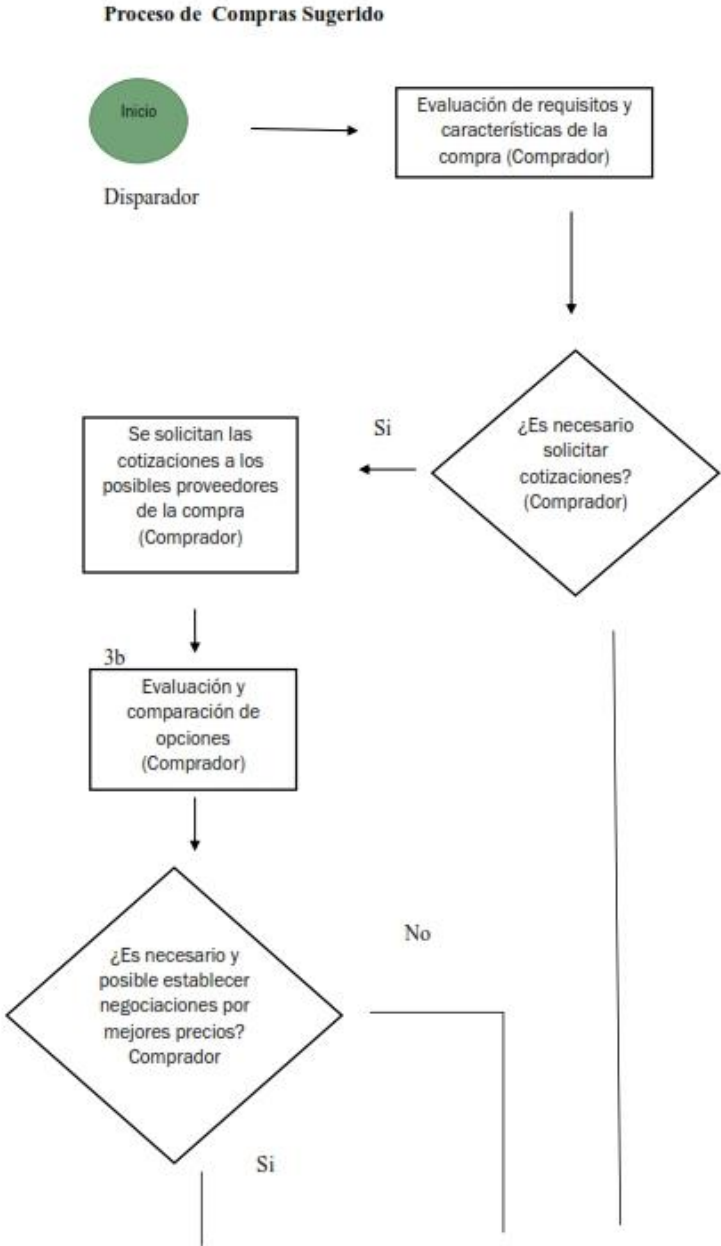 Proceso de Compras Sugerido
Inicio
Disparador
Evaluación de requisitos y
características de la
compra (Comprador)
¿Es necesario
solicitar
cotizaciones?
(Comprador)
Si
Se solicitan las
cotizaciones a los
posibles proveedores
de la compra
(Comprador)
3b
Evaluación y
comparación de
opciones
(Comprador)
¿Es necesario y
posible establecer
negociaciones por
mejores precios?
Comprador
No
Si